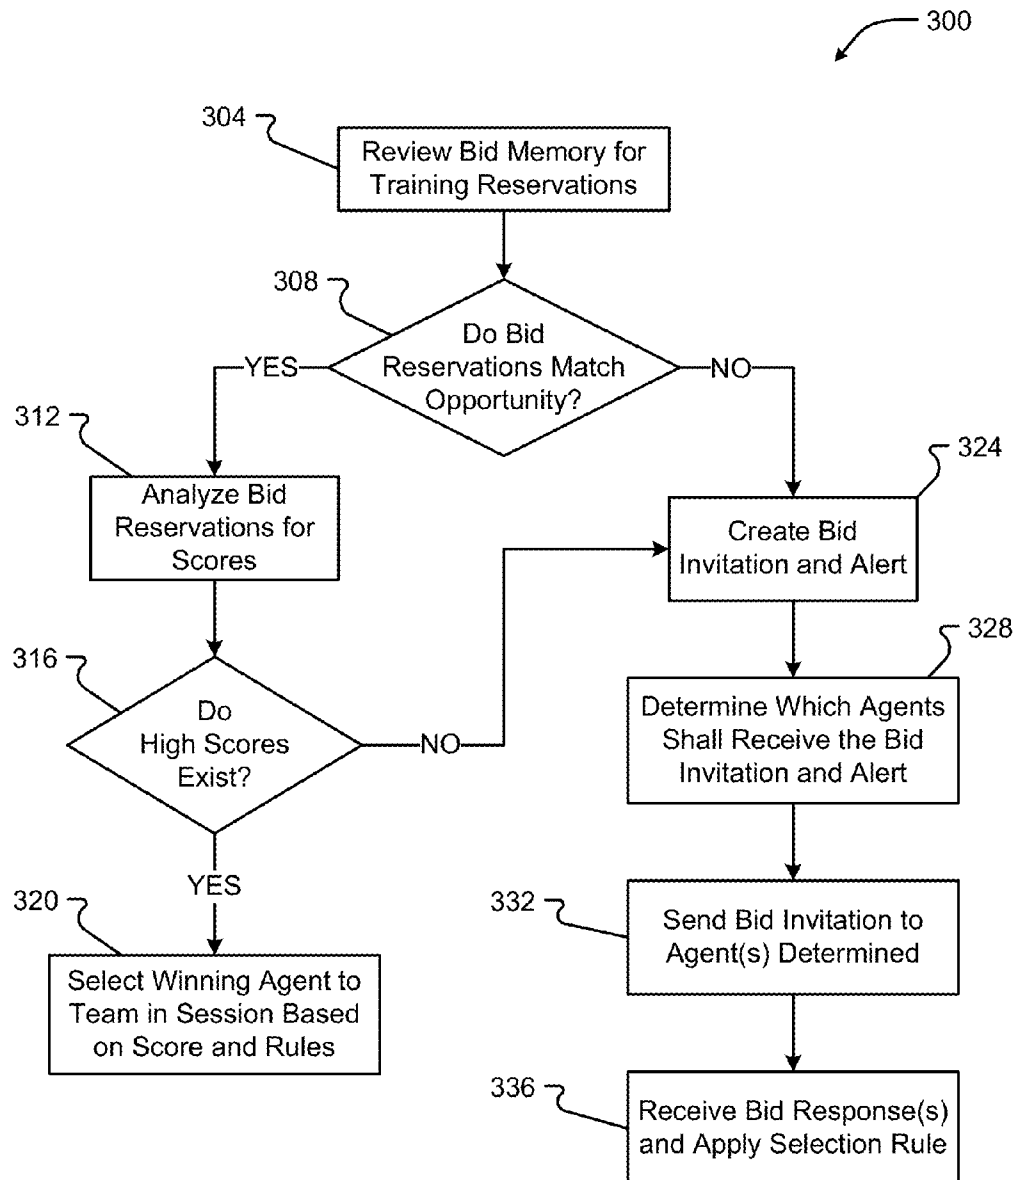 300
304
Review Bid Memory for
Training Reservations
308
Do Bid
Reservations Match
Opportunity?
YES
NO
312
Analyze Bid
Reservations for
Scores
324
Create Bid
Invitation and Alert
316
Do
High Scores
Exist?
NO
YES
328
Determine Which Agents
Shall Receive the Bid
Invitation and Alert
320
Select Winning Agent to
Team in Session Based
on Score and Rules
332
Send Bid Invitation to
Agent(s) Determined
336
Receive Bid Response(s)
and Apply Selection Rule